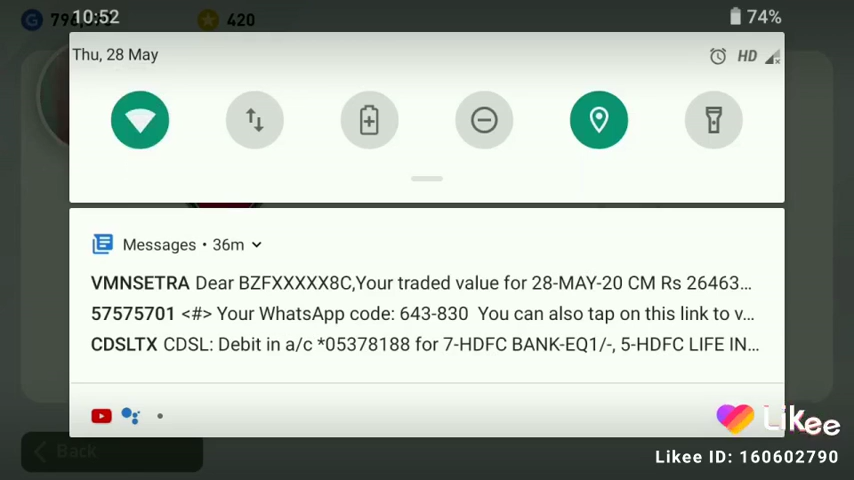 10:52
420
74%
Thu, 28 May
HD
Messages • 36m
VMNSETRA Dear BZFXXXXX8C,Your traded value for 28-MAY-20 CM Rs 26463...
57575701 <#> Your WhatsApp code: 643-830 You can also tap on this link to v...
CDSLTX CDSL: Debit in a/c *05378188 for 7-HDFC BANK-EQ1/-, 5-HDFC LIFE IN...
Likee
Back
Likee ID: 160602790